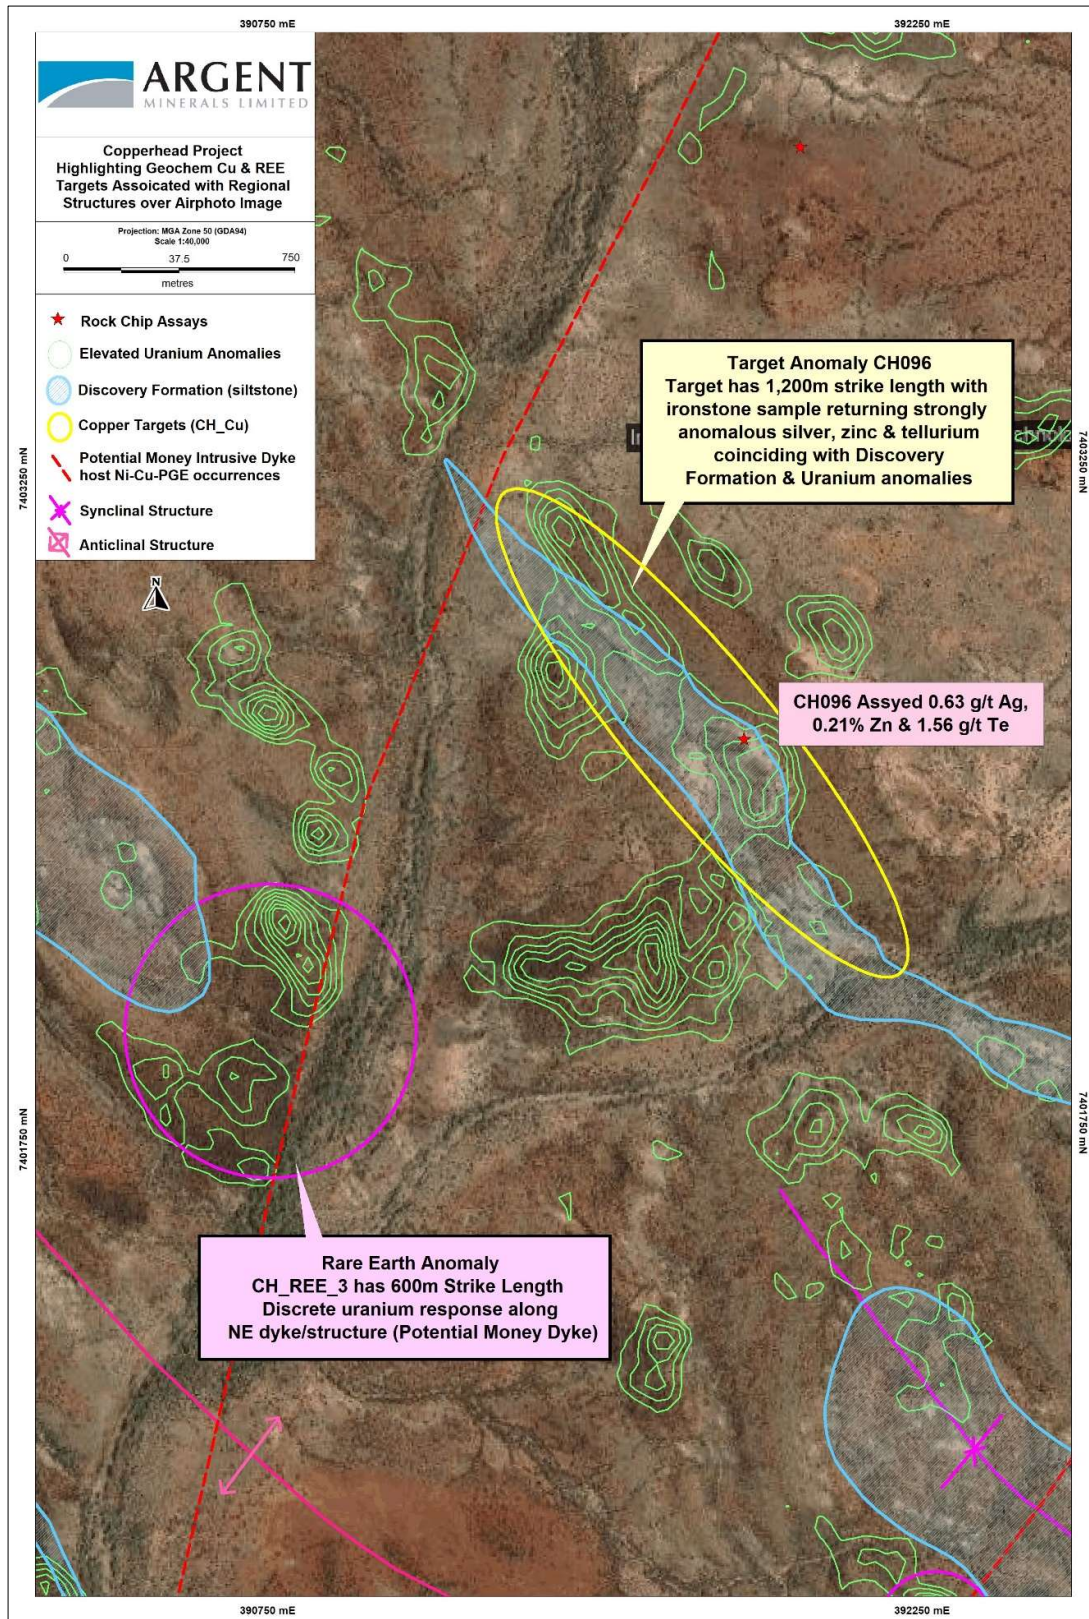 390750 mE
392250 mE
ARGENT
MINERALS LIMITED
Copperhead Project
Highlighting Geochem Cu & REE
Targets Assoicated with Regional
Structures over Airphoto Image
Projection: MGA Zone 50 (GDA94)
Scale 1:40,000
0 37.5 750
metres
Rock Chip Assays
Elevated Uranium Anomalies
Discovery Formation (siltstone)
Copper Targets (CH_Cu)
Potential Money Intrusive Dyke
host Ni-Cu-PGE occurrences
Synclinal Structure
Anticlinal Structure
N
7403250 mN
7403250 mN
Target Anomaly CH096
Target has 1,200m strike length with
ironstone sample returning strongly
anomalous silver, zinc & tellurium
coinciding with Discovery
Formation & Uranium anomalies
CH096 Assyed 0.63 g/t Ag,
0.21% Zn & 1.56 g/t Te
7401750 mN
7401750 mN
Rare Earth Anomaly
CH_REE_3 has 600m Strike Length
Discrete uranium response along
NE dyke/structure (Potential Money Dyke)
390750 mE
392250 mE